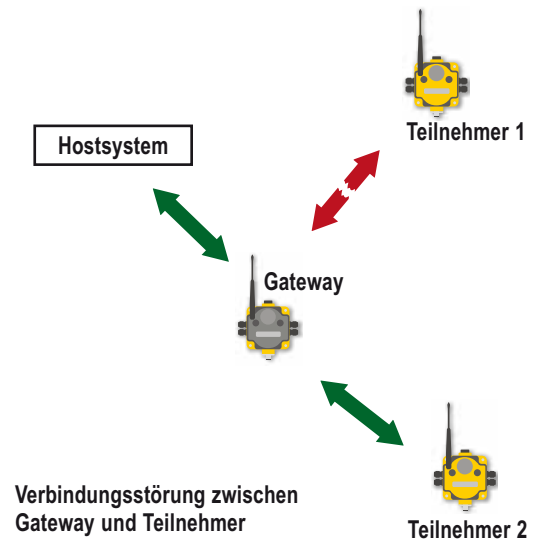 Teilnehmer 1
Hostsystem
Gateway
Verbindungsstörung zwischen
Gateway und Teilnehmer
Teilnehmer 2